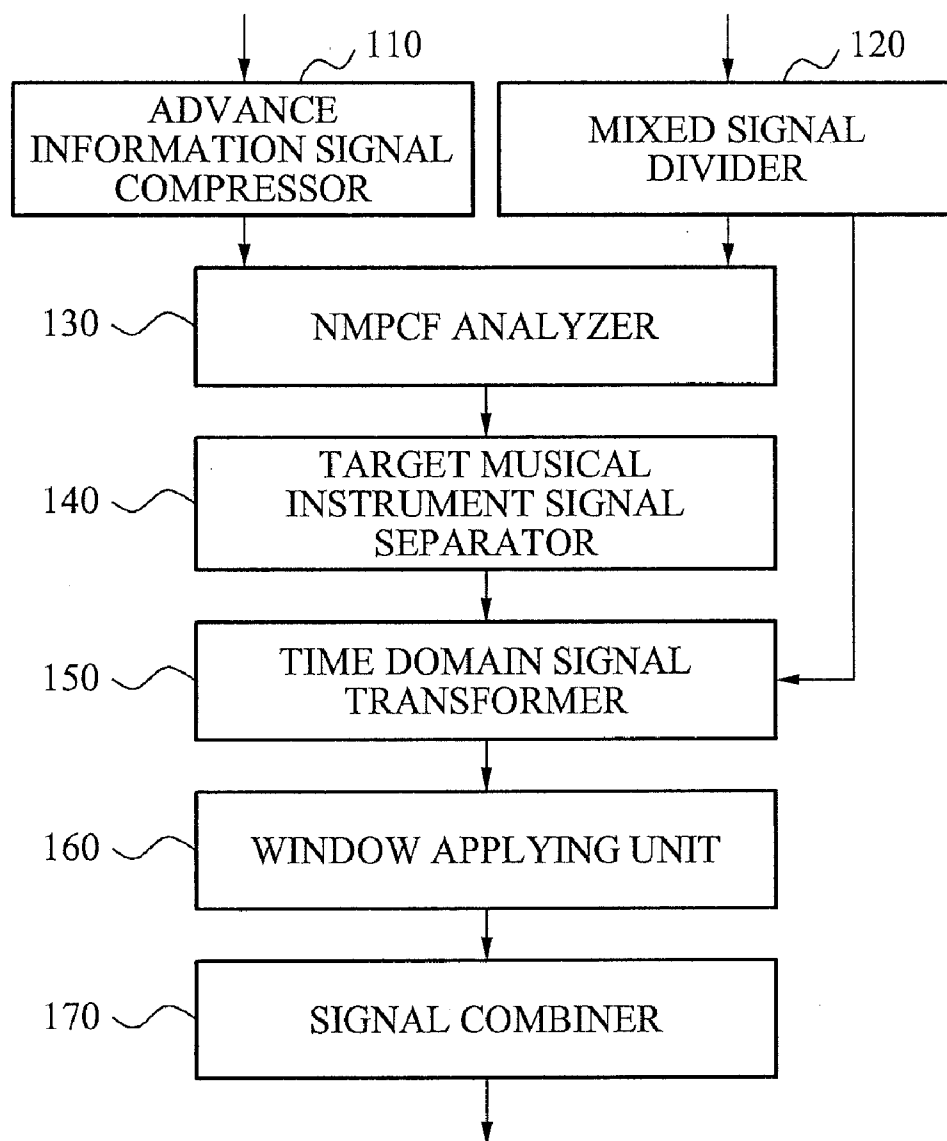 110
120
ADVANCE
INFORMATION SIGNAL
COMPRESSOR
MIXED SIGNAL
DIVIDER
130
NMPCF ANALYZER
140
TARGET MUSICAL
INSTRUMENT SIGNAL
SEPARATOR
150
TIME DOMAIN SIGNAL
TRANSFORMER
160
WINDOW APPLYING UNIT
170
SIGNAL COMBINER